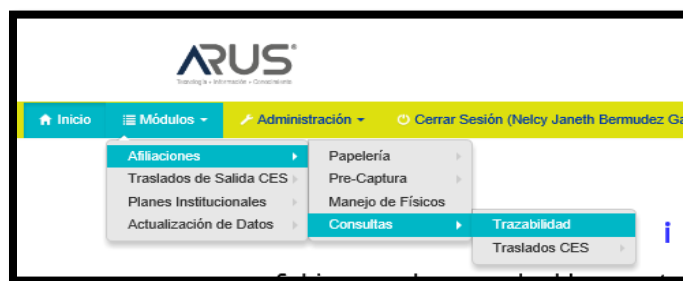 ARUS
Tecnología • Información • Conocimiento
Inicio
Módulos
Administración
Cerrar Sesión (Nelcy Janeth Bermudez Ga
Afiliaciones
Papelería
Traslados de Salida CES
Pre-Captura
Planes Institucionales
Manejo de Físicos
Actualización de Datos
Consultas
Trazabilidad
Traslados CES